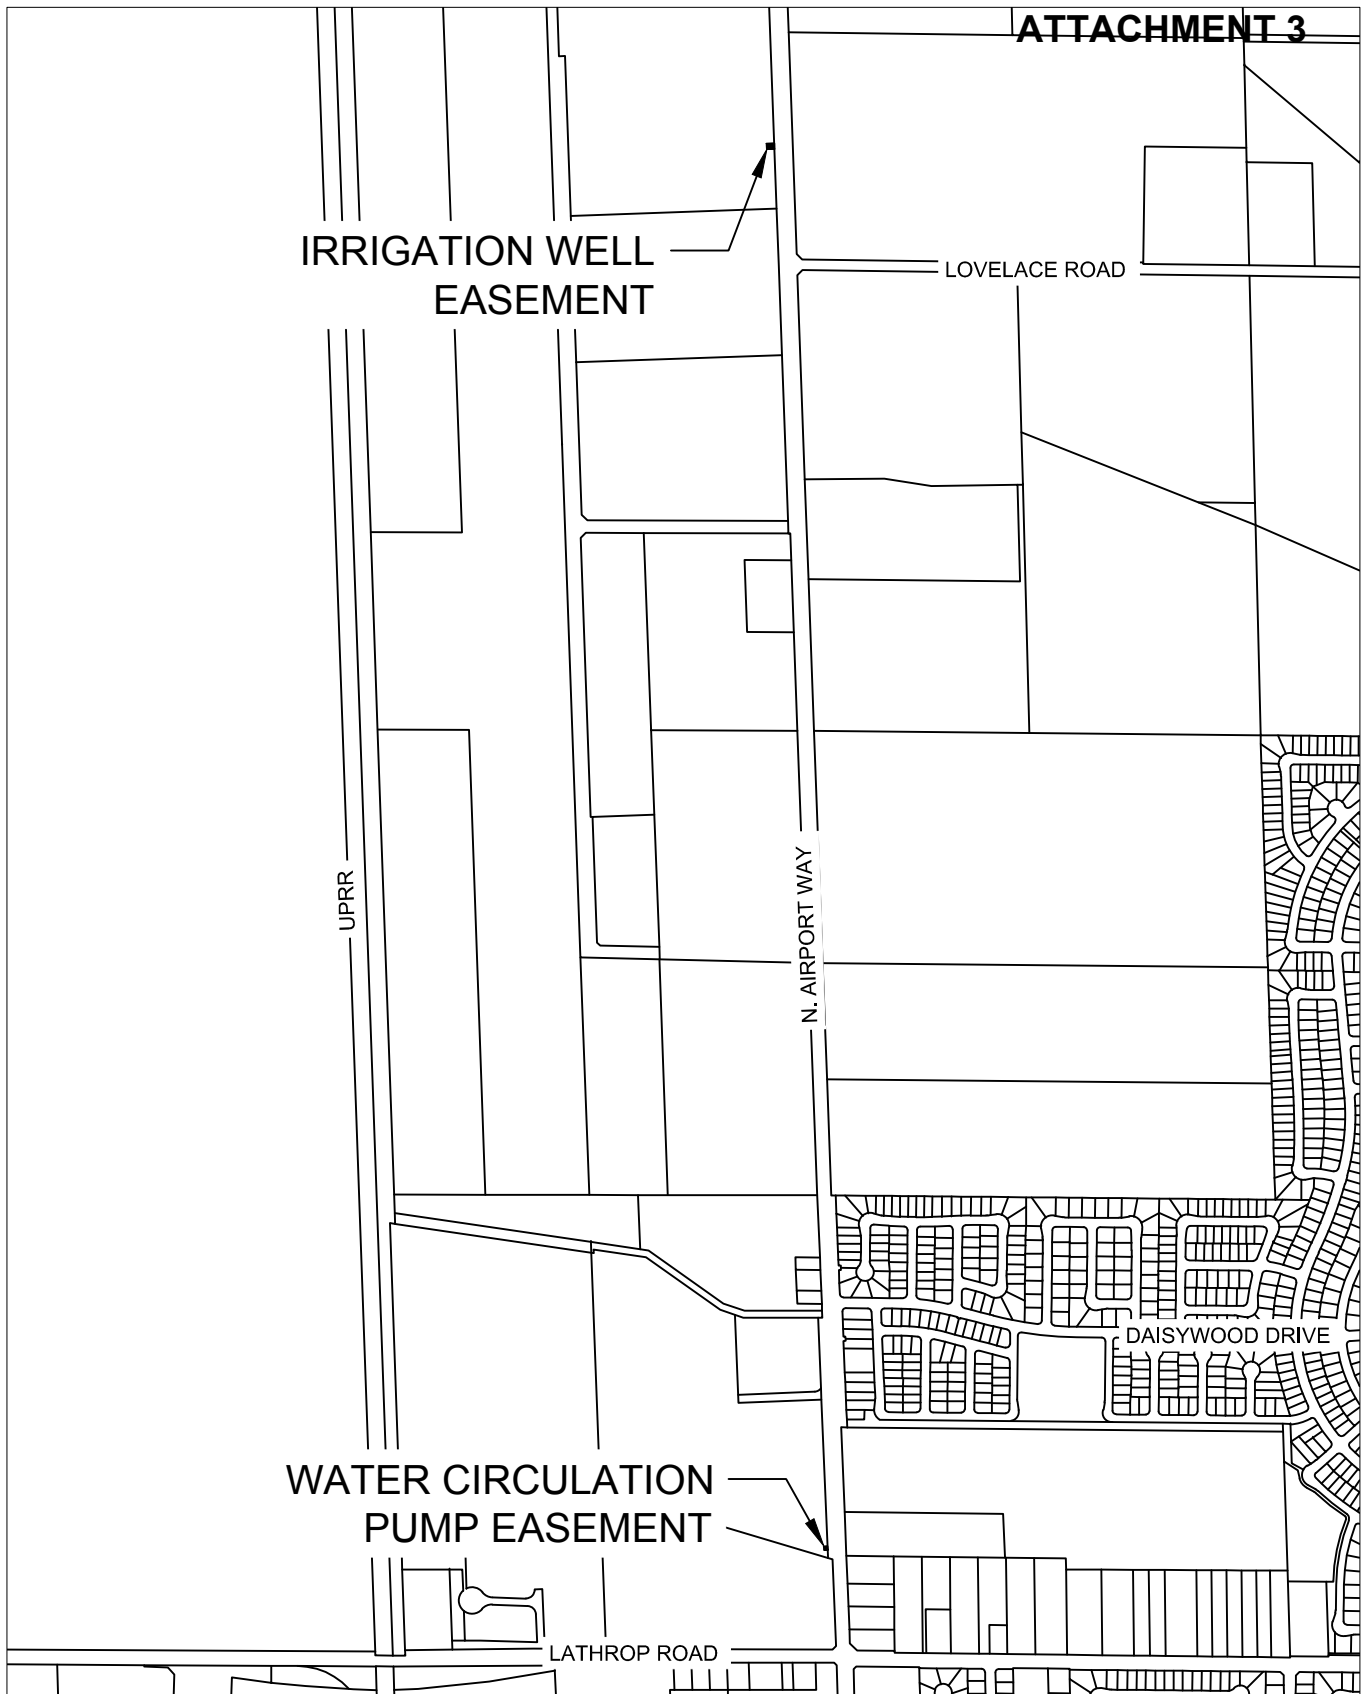 ATTACHMENT 3
IRRIGATION WELL
EASEMENT
LOVELACE ROAD
UPRR
N. AIRPORT WAY
DAISYWOOD DRIVE
WATER CIRCULATION
PUMP EASEMENT
LATHROP ROAD